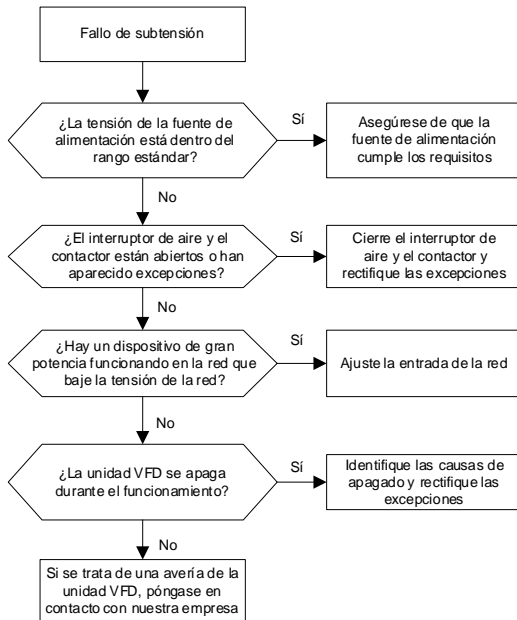 Fallo de subtensión
¿La tensión de la fuente de
alimentación está dentro del
rango estándar?
Sí
Asegúrese de que la
fuente de alimentación
cumple los requisitos
No
¿El interruptor de aire y el
contactor están abiertos o han
aparecido excepciones?
Sí
Cierre el interruptor de
aire y el contactor y
rectifique las excepciones
No
¿Hay un dispositivo de gran
potencia funcionando en la red que
baje la tensión de la red?
Sí
Ajuste la entrada de la red
No
¿La unidad VFD se apaga
durante el funcionamiento?
Sí
Identifique las causas de
apagado y rectifique las
excepciones
No
Si se trata de una avería de la
unidad VFD, póngase en
contacto con nuestra empresa